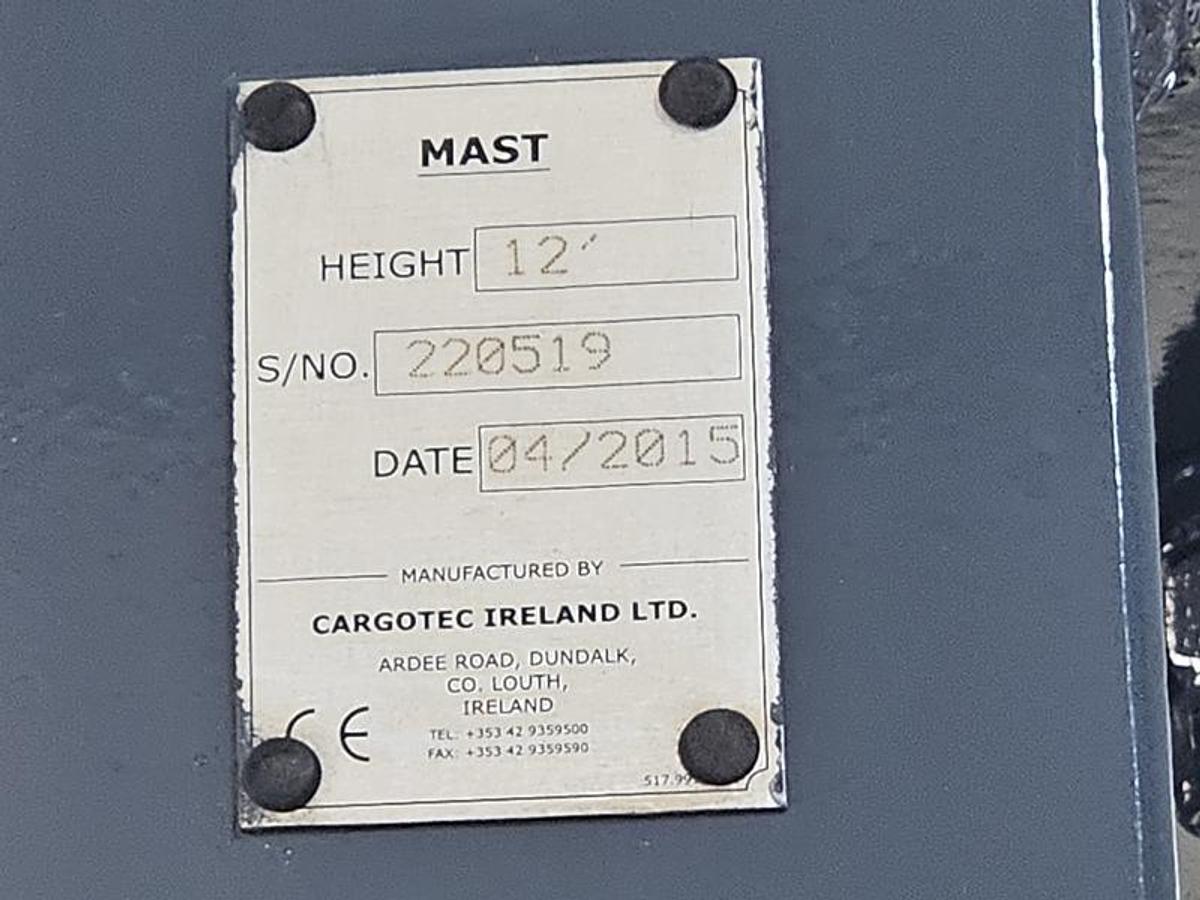 MAST
HEIGHT 12'
S/NO. 220519
DATE 04/2015
MANUFACTURED BY
CARGOTEC IRELAND LTD.
ARDEE ROAD, DUNDALK,
CO. LOUTH,
IRELAND
CE
TEL: +353 42 9359500
FAX: +353 42 9359590